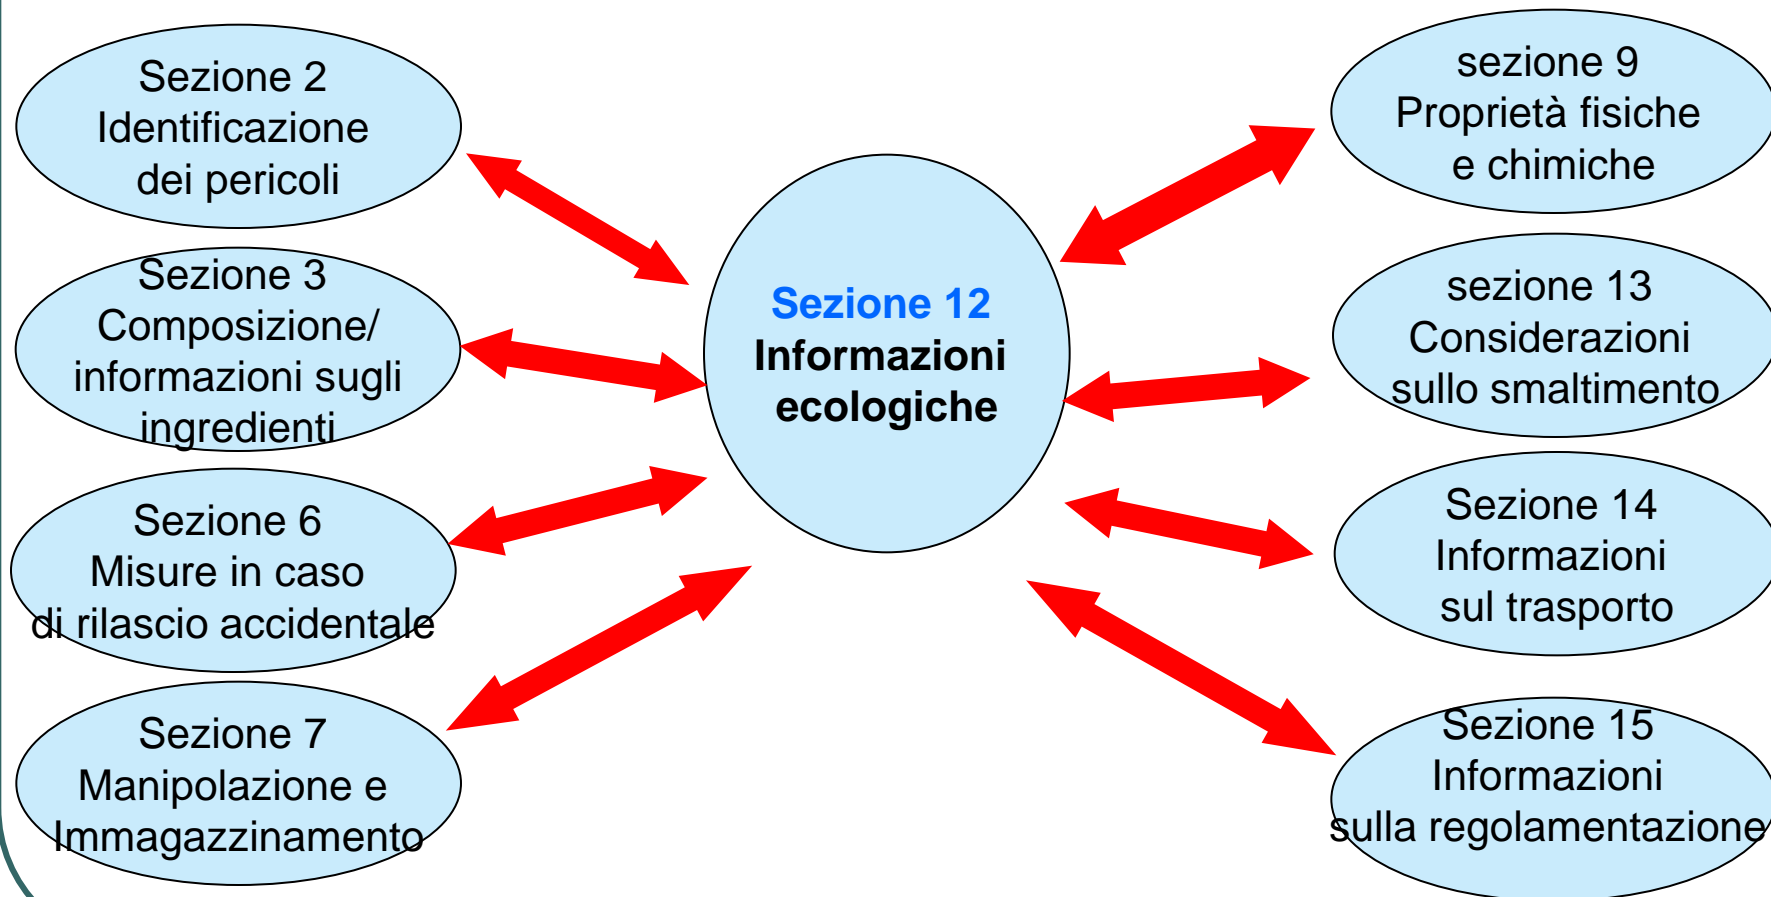 Sezione 2
Identificazione
dei pericoli
Sezione 3
Composizione/
informazioni sugli
ingredienti
Sezione 6
Misure in caso
di rilascio accidentale
Sezione 7
Manipolazione e
Immagazzinamento
Sezione 12
Informazioni
ecologiche
sezione 9
Proprietà fisiche
e chimiche
sezione 13
Considerazioni
sullo smaltimento
Sezione 14
Informazioni
sul trasporto
Sezione 15
Informazioni
sulla regolamentazione